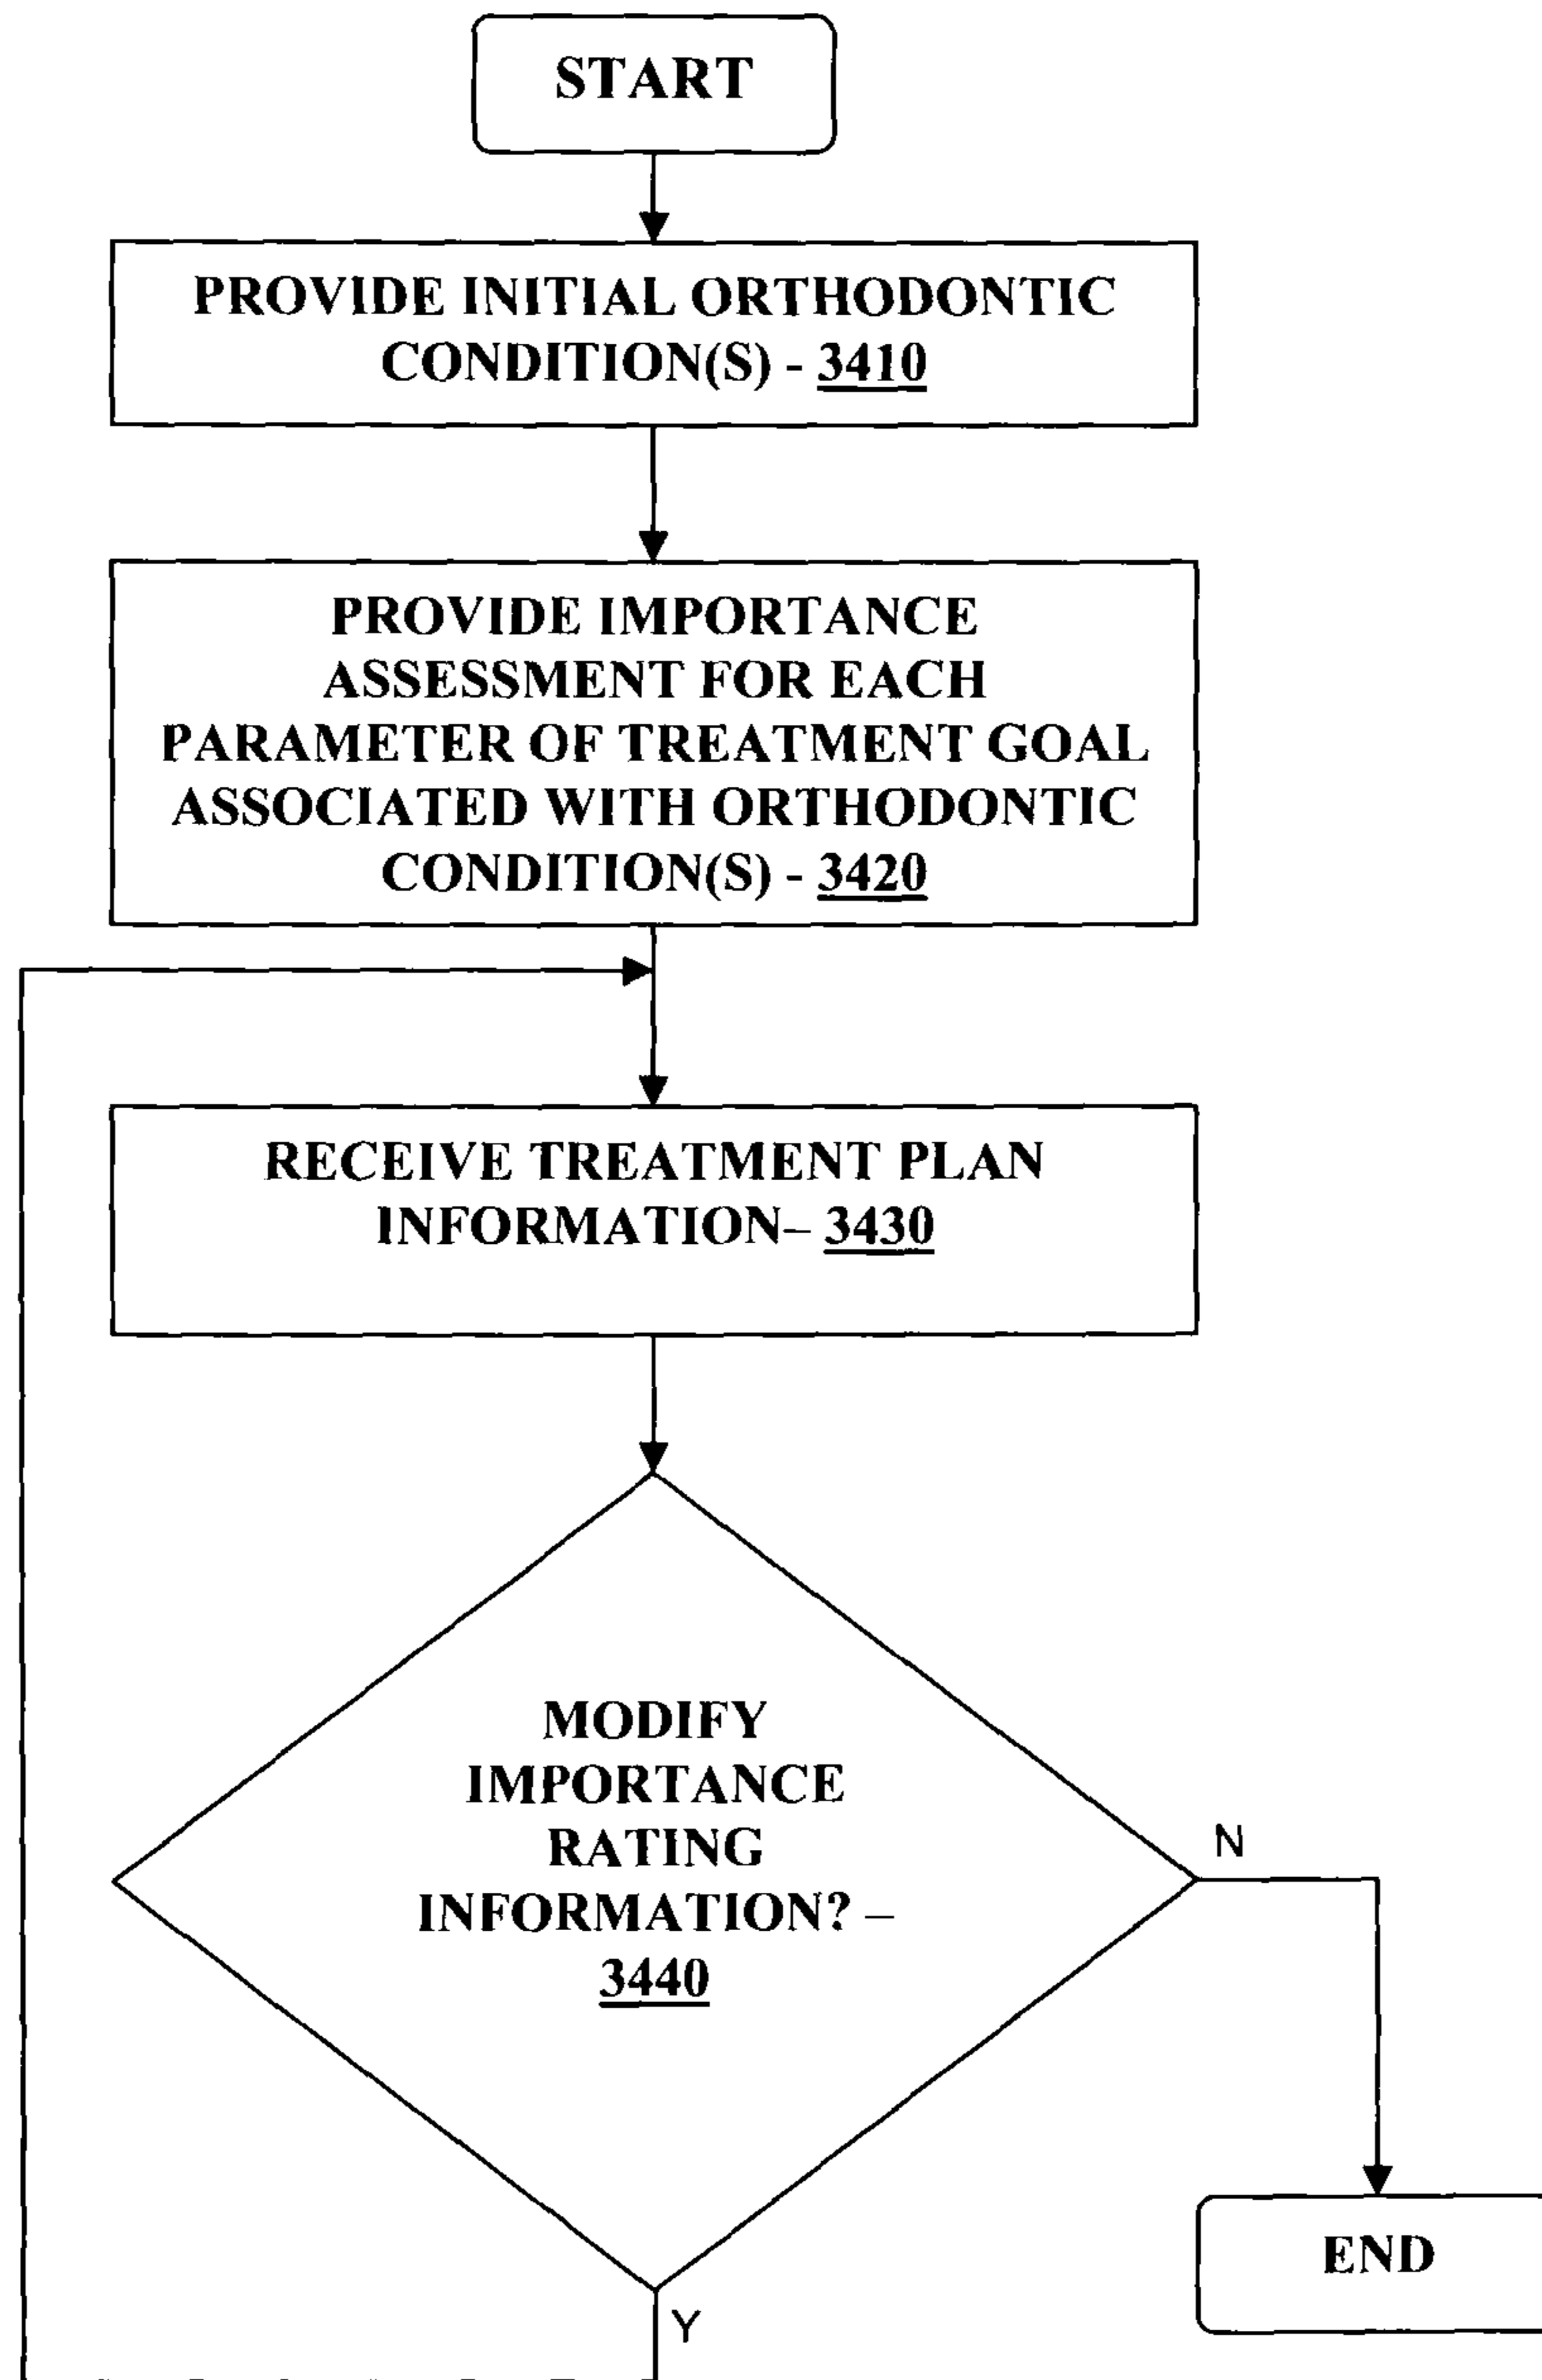 START
PROVIDE INITIAL ORTHODONTIC
CONDITION(S) - 3410
PROVIDE IMPORTANCE
ASSESSMENT FOR EACH
PARAMETER OF TREATMENT GOAL
ASSOCIATED WITH ORTHODONTIC
CONDITION(S) - 3420
RECEIVE TREATMENT PLAN
INFORMATION– 3430
MODIFY
IMPORTANCE
RATING
INFORMATION? –
3440
N
END
Y